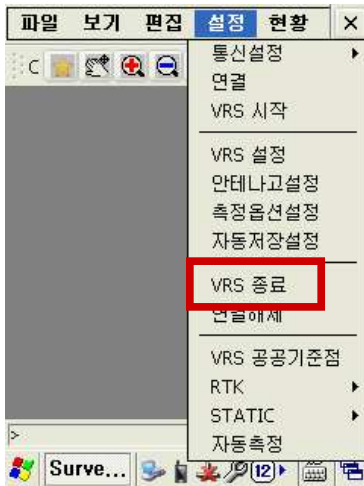 파일 보기 편집 설정 현황 ×
C
통신설정
연결
VRS 시작
VRS 설정
안테나고설정
측정옵션설정
자동저장설정
VRS 종료
연결해제
VRS 공공기준점
RTK
STATIC
자동측정
>
Surve... 12